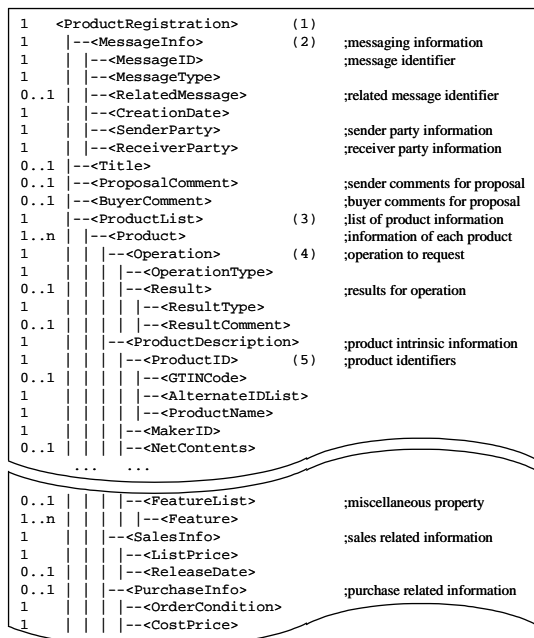 1 <ProductRegistration> (1)
1 |--<MessageInfo> (2) ;messaging information
1 | |--<MessageID> ;message identifier
1 | |--<MessageType>
0..1 | |--<RelatedMessage> ;related message identifier
1 | |--<CreationDate>
1 | |--<SenderParty> ;sender party information
1 | |--<ReceiverParty> ;receiver party information
0..1 |--<Title>
0..1 |--<ProposalComment> ;sender comments for proposal
0..1 |--<BuyerComment> ;buyer comments for proposal
1 |--<ProductList> (3) ;list of product information
1..n | |--<Product> ;information of each product
1 | | |--<Operation> (4) ;operation to request
1 | | | |--<OperationType>
0..1 | | | |--<Result> ;results for operation
1 | | | | |--<ResultType>
0..1 | | | | |--<ResultComment>
1 | | |--<ProductDescription> ;product intrinsic information
1 | | | |--<ProductID> (5) ;product identifiers
0..1 | | | | |--<GTINCode>
1 | | | | |--<AlternateIDList>
1 | | | | |--<ProductName>
1 | | | |--<MakerID>
0..1 | | | |--<NetContents>
... ...
0..1 | | | |--<FeatureList> ;miscellaneous property
1..n | | | | |--<Feature>
1 | | |--<SalesInfo> ;sales related information
1 | | | |--<ListPrice>
0..1 | | | |--<ReleaseDate>
0..1 | | |--<PurchaseInfo> ;purchase related information
1 | | | |--<OrderCondition>
1 | | | |--<CostPrice>